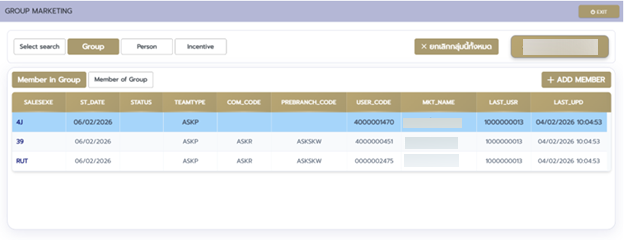 GROUP MARKETING
EXIT
Select search Group Person Incentive × ยกเลิกกลุ่มนี้ทั้งหมด
Member in Group Member of Group + ADD MEMBER
SALESEXE ST_DATE STATUS TEAMTYPE COM_CODE PREBRANCH_CODE USER_CODE MKT_NAME LAST_USR LAST_UPD
4J 06/02/2026 ASKP 4000001470 1000000013 04/02/2026 10:04:53
39 06/02/2026 ASKP ASKR ASKSKW 4000000451 1000000013 04/02/2026 10:04:53
RUT 06/02/2026 ASKP ASKR ASKSKW 0000002475 1000000013 04/02/2026 10:04:53